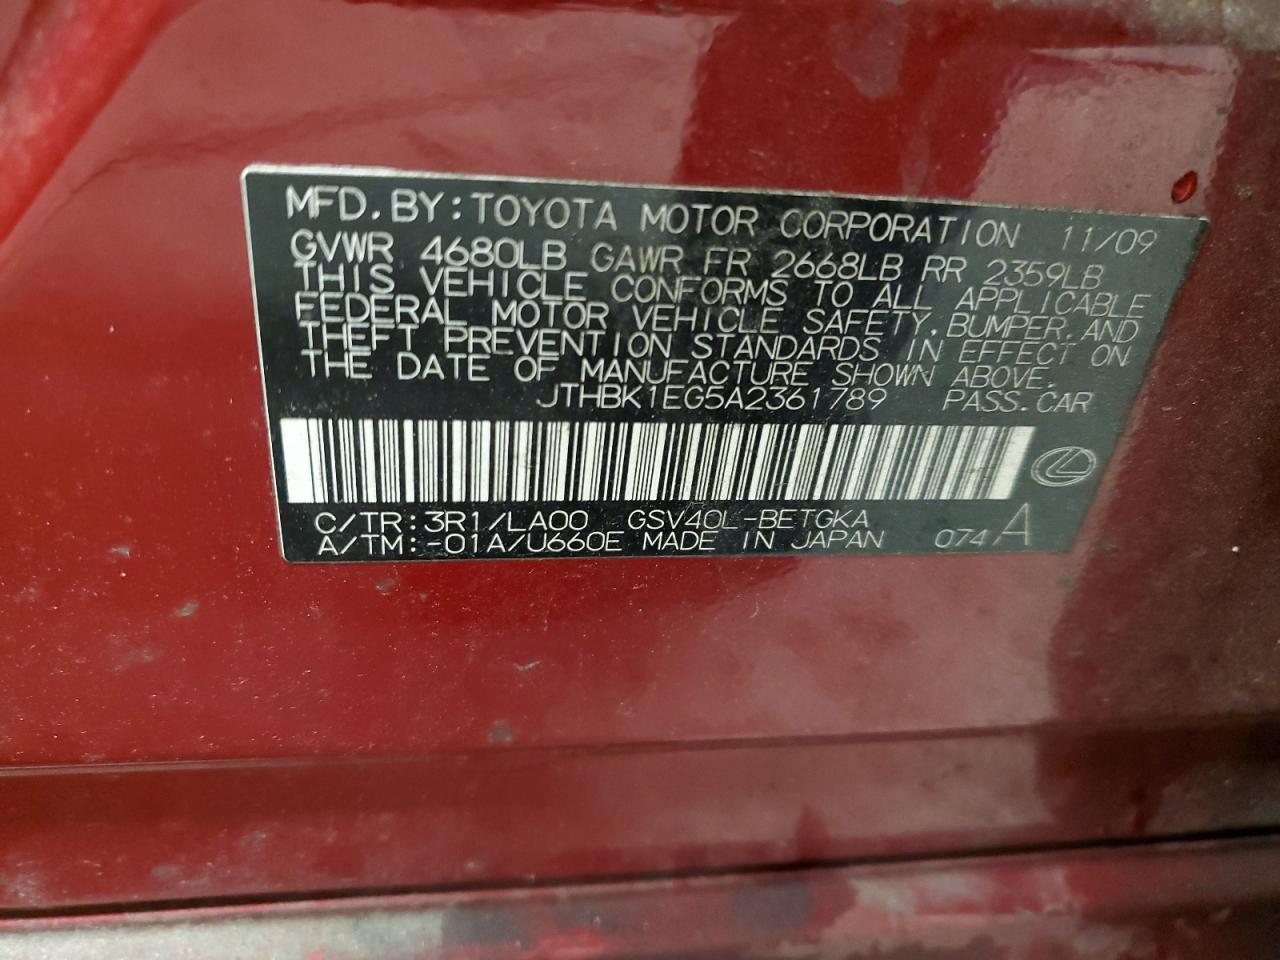 MFD.BY:TOYOTA MOTOR CORPORATION 11/09
GVWR 4680LB GAWR FR 2668LB RR 2359LB
THIS VEHICLE CONFORMS TO ALL APPLICABLE
FEDERAL MOTOR VEHICLE SAFETY,BUMPER,AND
THEFT PREVENTION STANDARDS IN EFFECT ON
THE DATE OF MANUFACTURE SHOWN ABOVE.
JTHBK1EG5A2361789 PASS.CAR
C/TR:3R1/LA00 GSV40L-BETGKA
A/TM:-01A/U660E MADE IN JAPAN 074 A